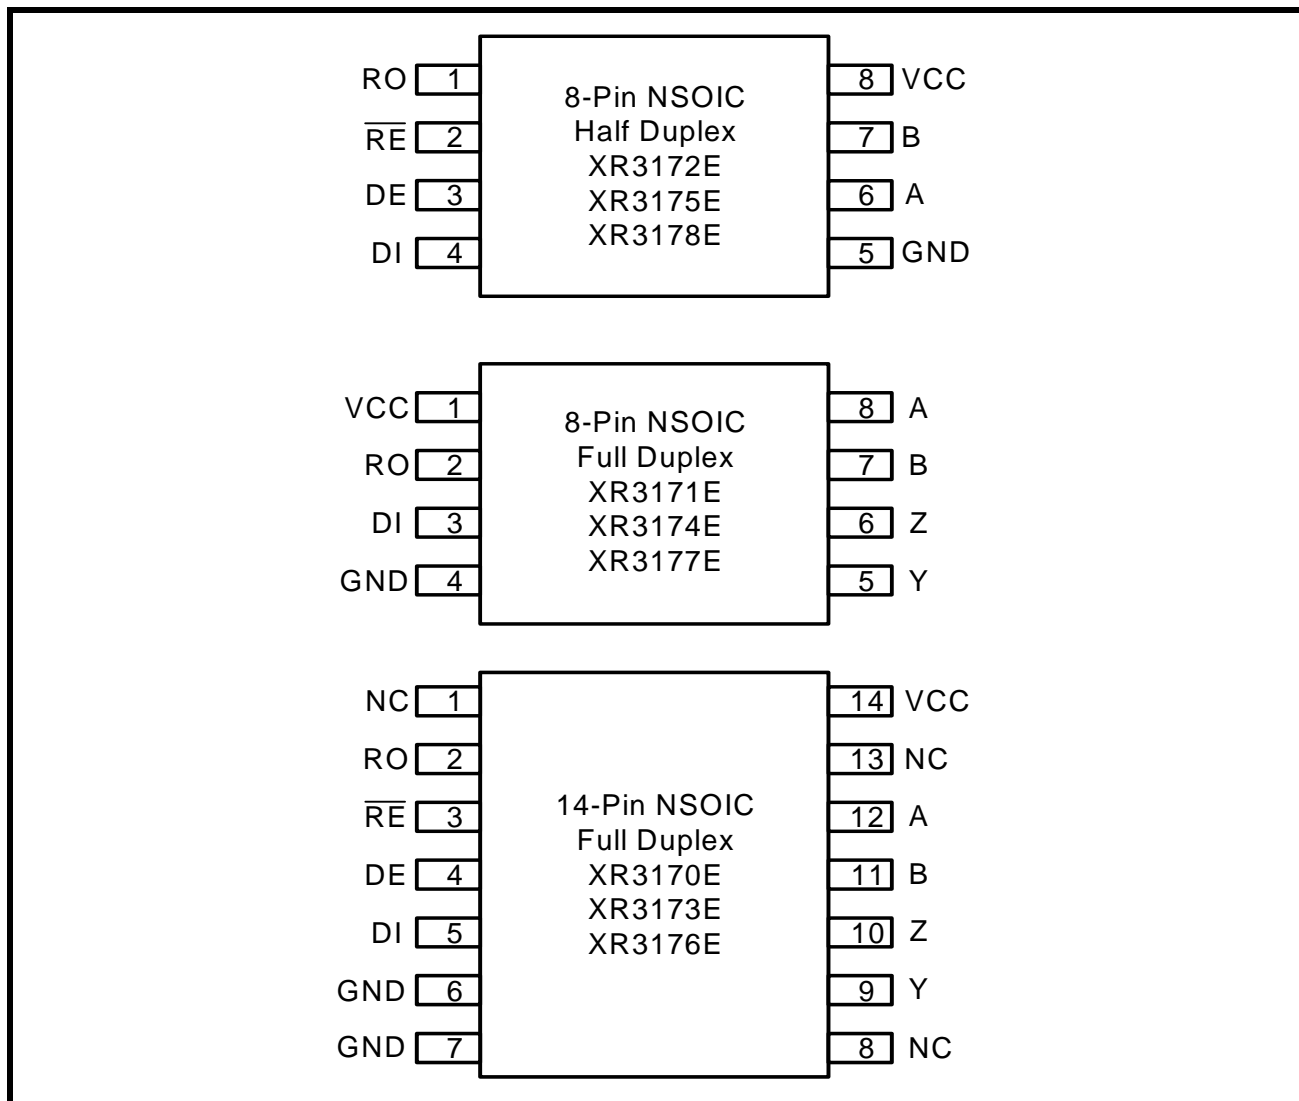 RO 1 8 VCC
8-Pin NSOIC
Half Duplex
R̅E̅ 2 7 B
XR3172E
DE 3 6 A
XR3175E
XR3178E
DI 4 5 GND
VCC 1 8 A
8-Pin NSOIC
Full Duplex
RO 2 7 B
XR3171E
DI 3 6 Z
XR3174E
XR3177E
GND 4 5 Y
NC 1 14 VCC
RO 2 13 NC
14-Pin NSOIC
R̅E̅ 3 12 A
Full Duplex
DE 4 11 B
XR3170E
XR3173E
DI 5 10 Z
XR3176E
GND 6 9 Y
GND 7 8 NC